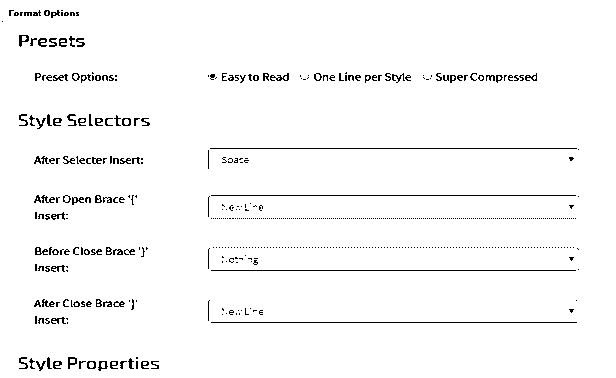 Format Options
Presets
Preset Options: Easy to Read One Line per Style Super Compressed
Style Selectors
After Selecter Insert: Space
After Open Brace '{' New Line
Insert:
Before Close Brace '}' Nothing
Insert:
After Close Brace '}' New Line
Insert:
Style Properties